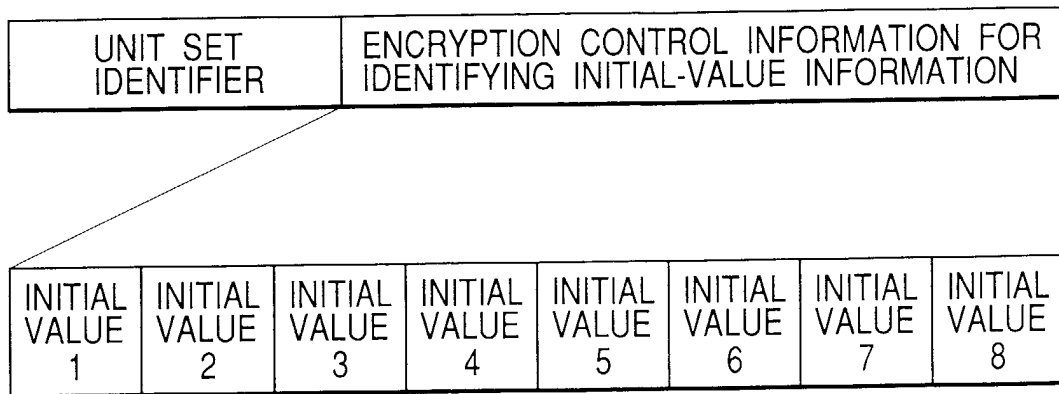 UNIT SET
IDENTIFIER
ENCRYPTION CONTROL INFORMATION FOR
IDENTIFYING INITIAL-VALUE INFORMATION
INITIAL
VALUE
1
INITIAL
VALUE
2
INITIAL
VALUE
3
INITIAL
VALUE
4
INITIAL
VALUE
5
INITIAL
VALUE
6
INITIAL
VALUE
7
INITIAL
VALUE
8